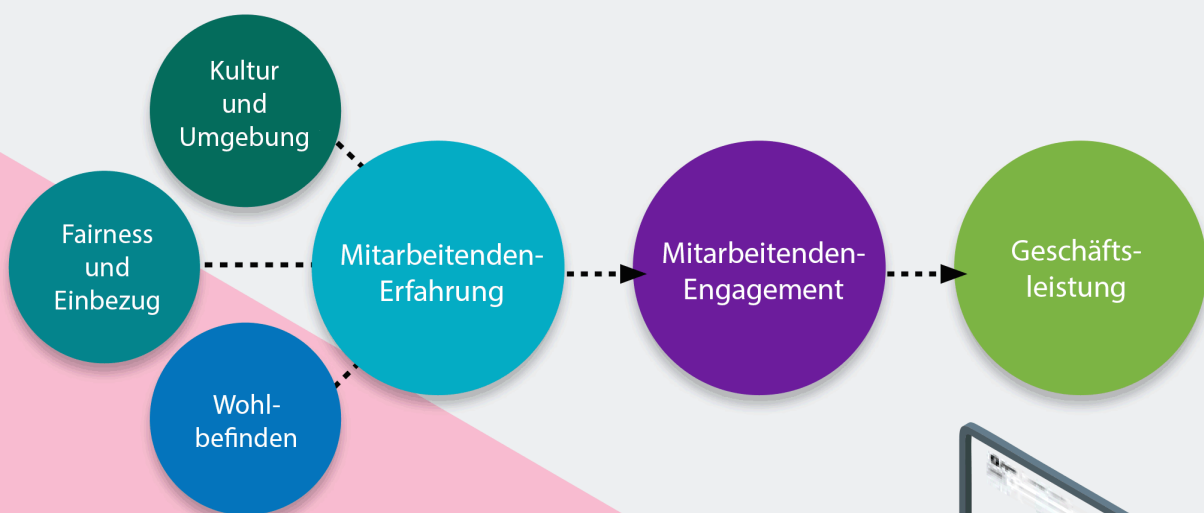 Kultur
und
Umgebung
Fairness
und
Einbezug
Wohl-
befinden
Mitarbeitenden-
Erfahrung
Mitarbeitenden-
Engagement
Geschäfts-
leistung